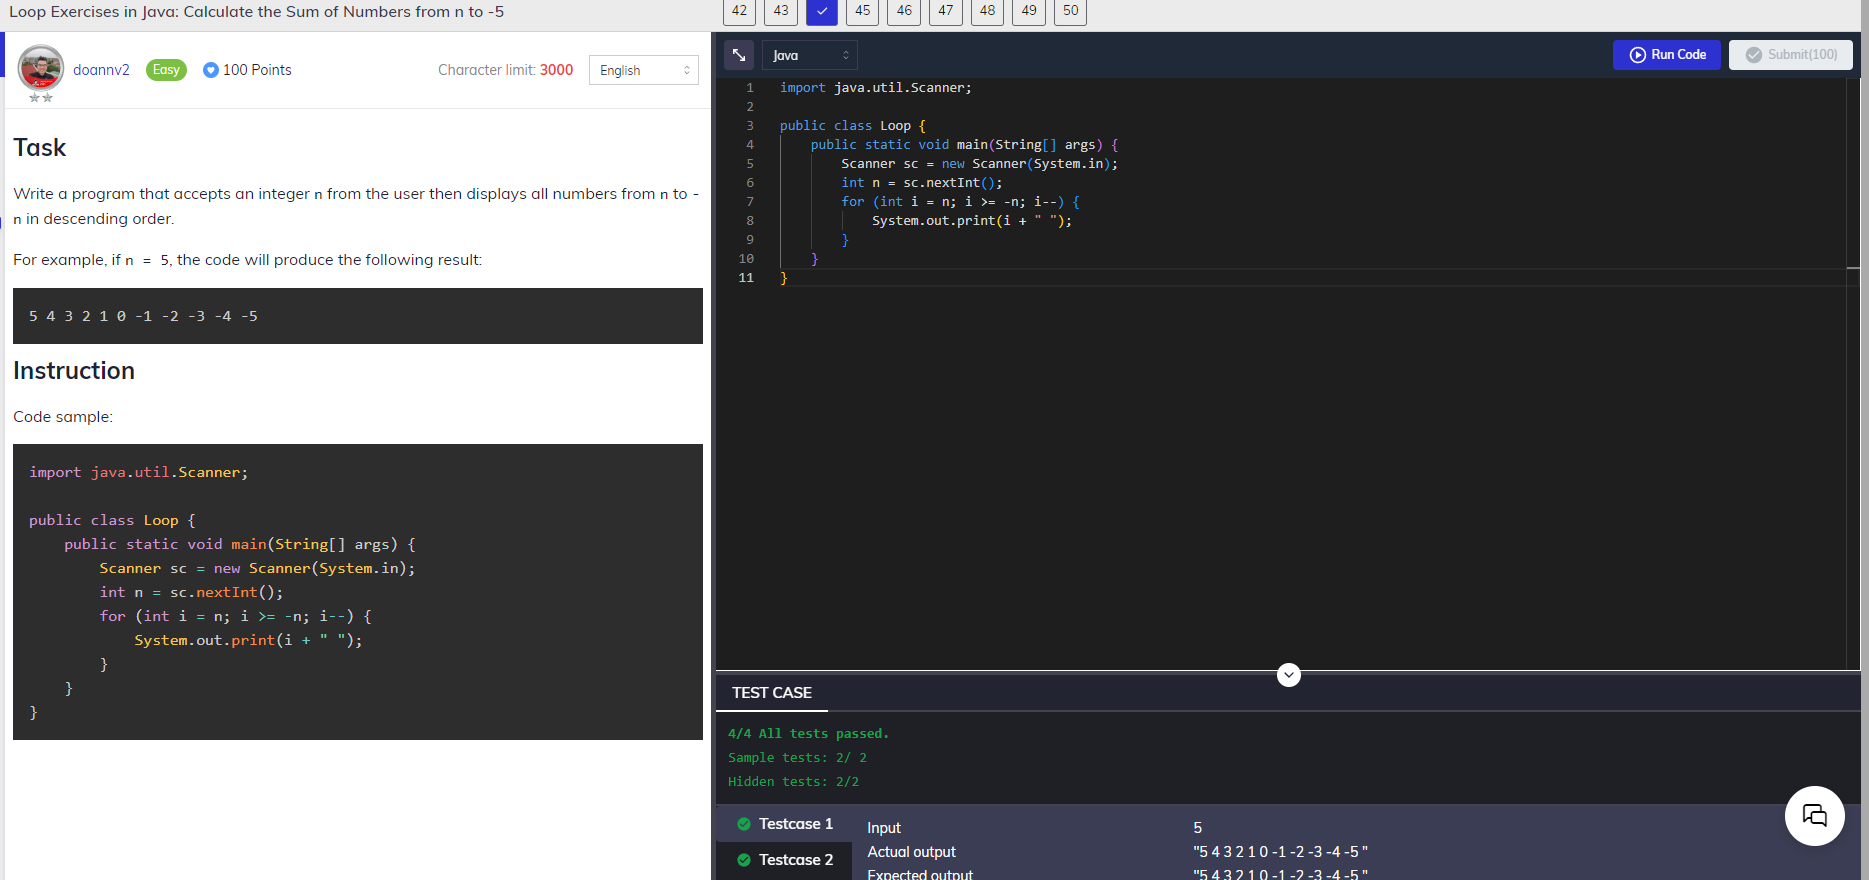 Loop Exercises in Java: Calculate the Sum of Numbers from n to -5
42 43 45 46 47 48 49 50
doannv2 Easy 100 Points Character limit: 3000 English
Task
Write a program that accepts an integer n from the user then displays all numbers from n to -
n in descending order.
For example, if n = 5, the code will produce the following result:
5 4 3 2 1 0 -1 -2 -3 -4 -5
Instruction
Code sample:
import java.util.Scanner;
public class Loop {
public static void main(String[] args) {
Scanner sc = new Scanner(System.in);
int n = sc.nextInt();
for (int i = n; i >= -n; i--) {
System.out.print(i + " ");
}
}
}
Java Run Code Submit(100)
1 import java.util.Scanner;
2
3 public class Loop {
4 public static void main(String[] args) {
5 Scanner sc = new Scanner(System.in);
6 int n = sc.nextInt();
7 for (int i = n; i >= -n; i--) {
8 System.out.print(i + " ");
9 }
10 }
11 }
TEST CASE
4/4 All tests passed.
Sample tests: 2/ 2
Hidden tests: 2/2
Testcase 1
Testcase 2
Input 5
Actual output "5 4 3 2 1 0 -1 -2 -3 -4 -5 "
Expected output "5 4 3 2 1 0 -1 -2 -3 -4 -5 "